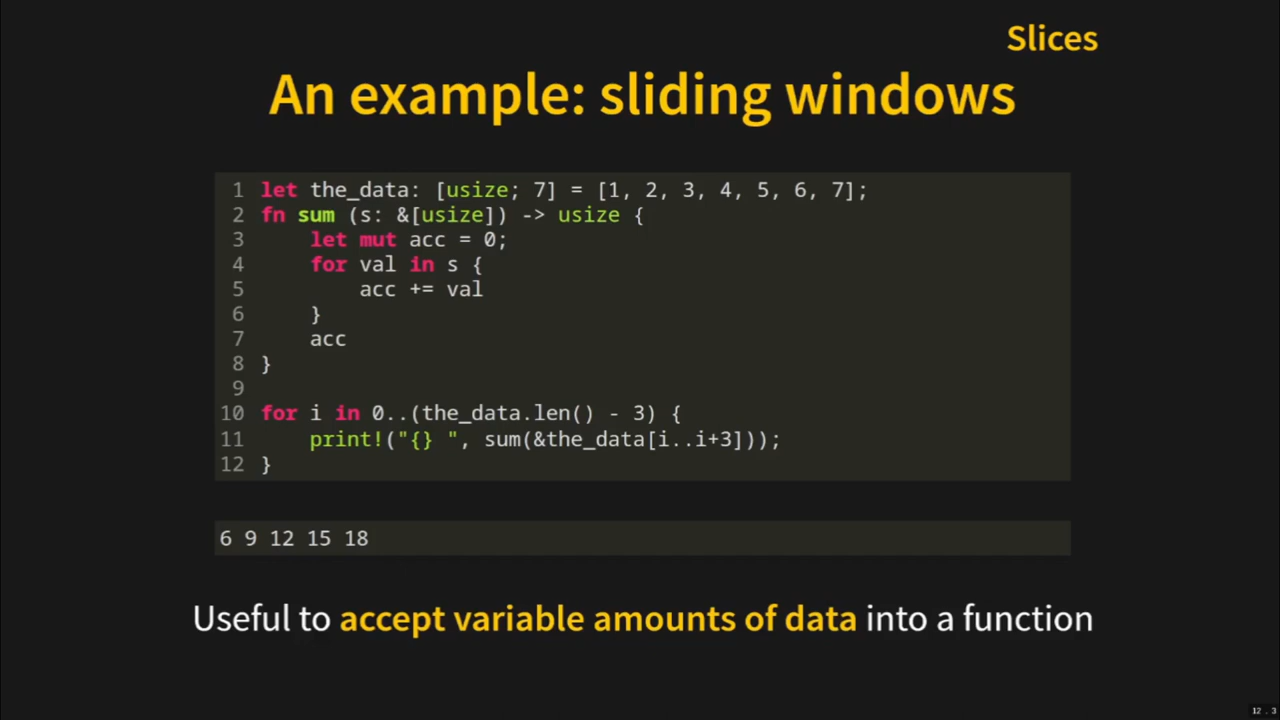 Slices
An example: sliding windows
1 let the_data: [usize; 7] = [1, 2, 3, 4, 5, 6, 7];
2 fn sum (s: &[usize]) -> usize {
3     let mut acc = 0;
4     for val in s {
5         acc += val
6     }
7     acc
8 }
9
10 for i in 0..(the_data.len() - 3) {
11     print!("{} ", sum(&the_data[i..i+3]));
12 }
6 9 12 15 18
Useful to accept variable amounts of data into a function
12.3